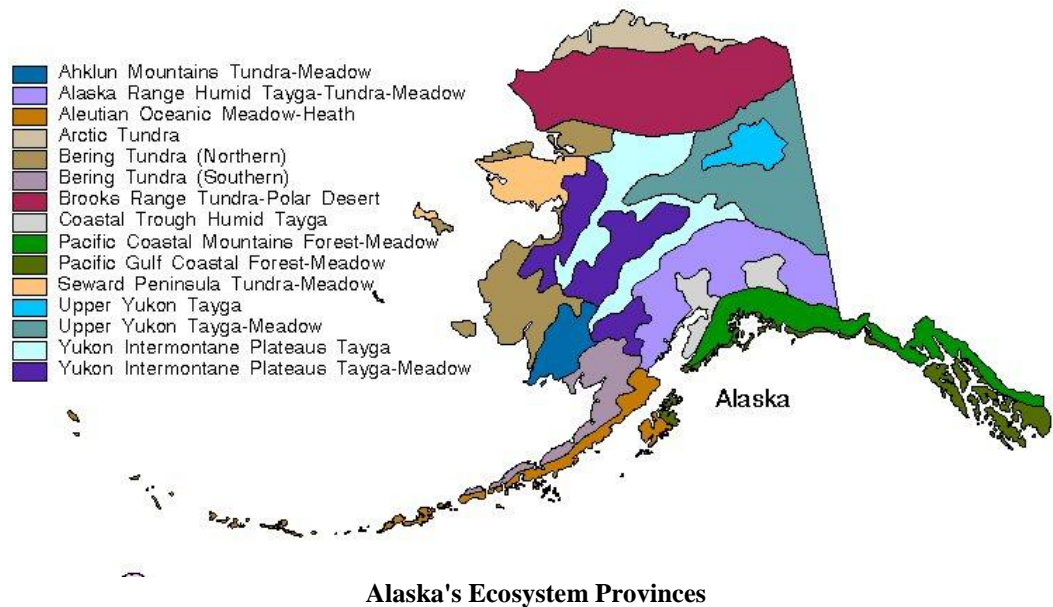 Ahklun Mountains Tundra-Meadow
Alaska Range Humid Tayga-Tundra-Meadow
Aleutian Oceanic Meadow-Heath
Arctic Tundra
Bering Tundra (Northern)
Bering Tundra (Southern)
Brooks Range Tundra-Polar Desert
Coastal Trough Humid Tayga
Pacific Coastal Mountains Forest-Meadow
Pacific Gulf Coastal Forest-Meadow
Seward Peninsula Tundra-Meadow
Upper Yukon Tayga
Upper Yukon Tayga-Meadow
Yukon Intermontane Plateaus Tayga
Yukon Intermontane Plateaus Tayga-Meadow
Alaska
Alaska's Ecosystem Provinces